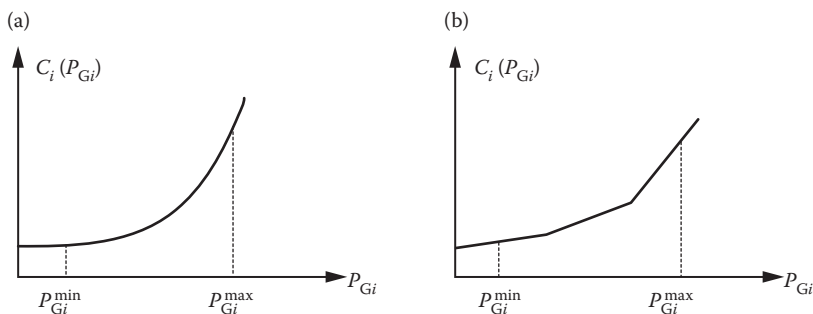 (a)
C_i (P_Gi)
P_Gi^min
P_Gi^max
(b)
C_i (P_Gi)
P_Gi
P_Gi^min
P_Gi^max
P_Gi